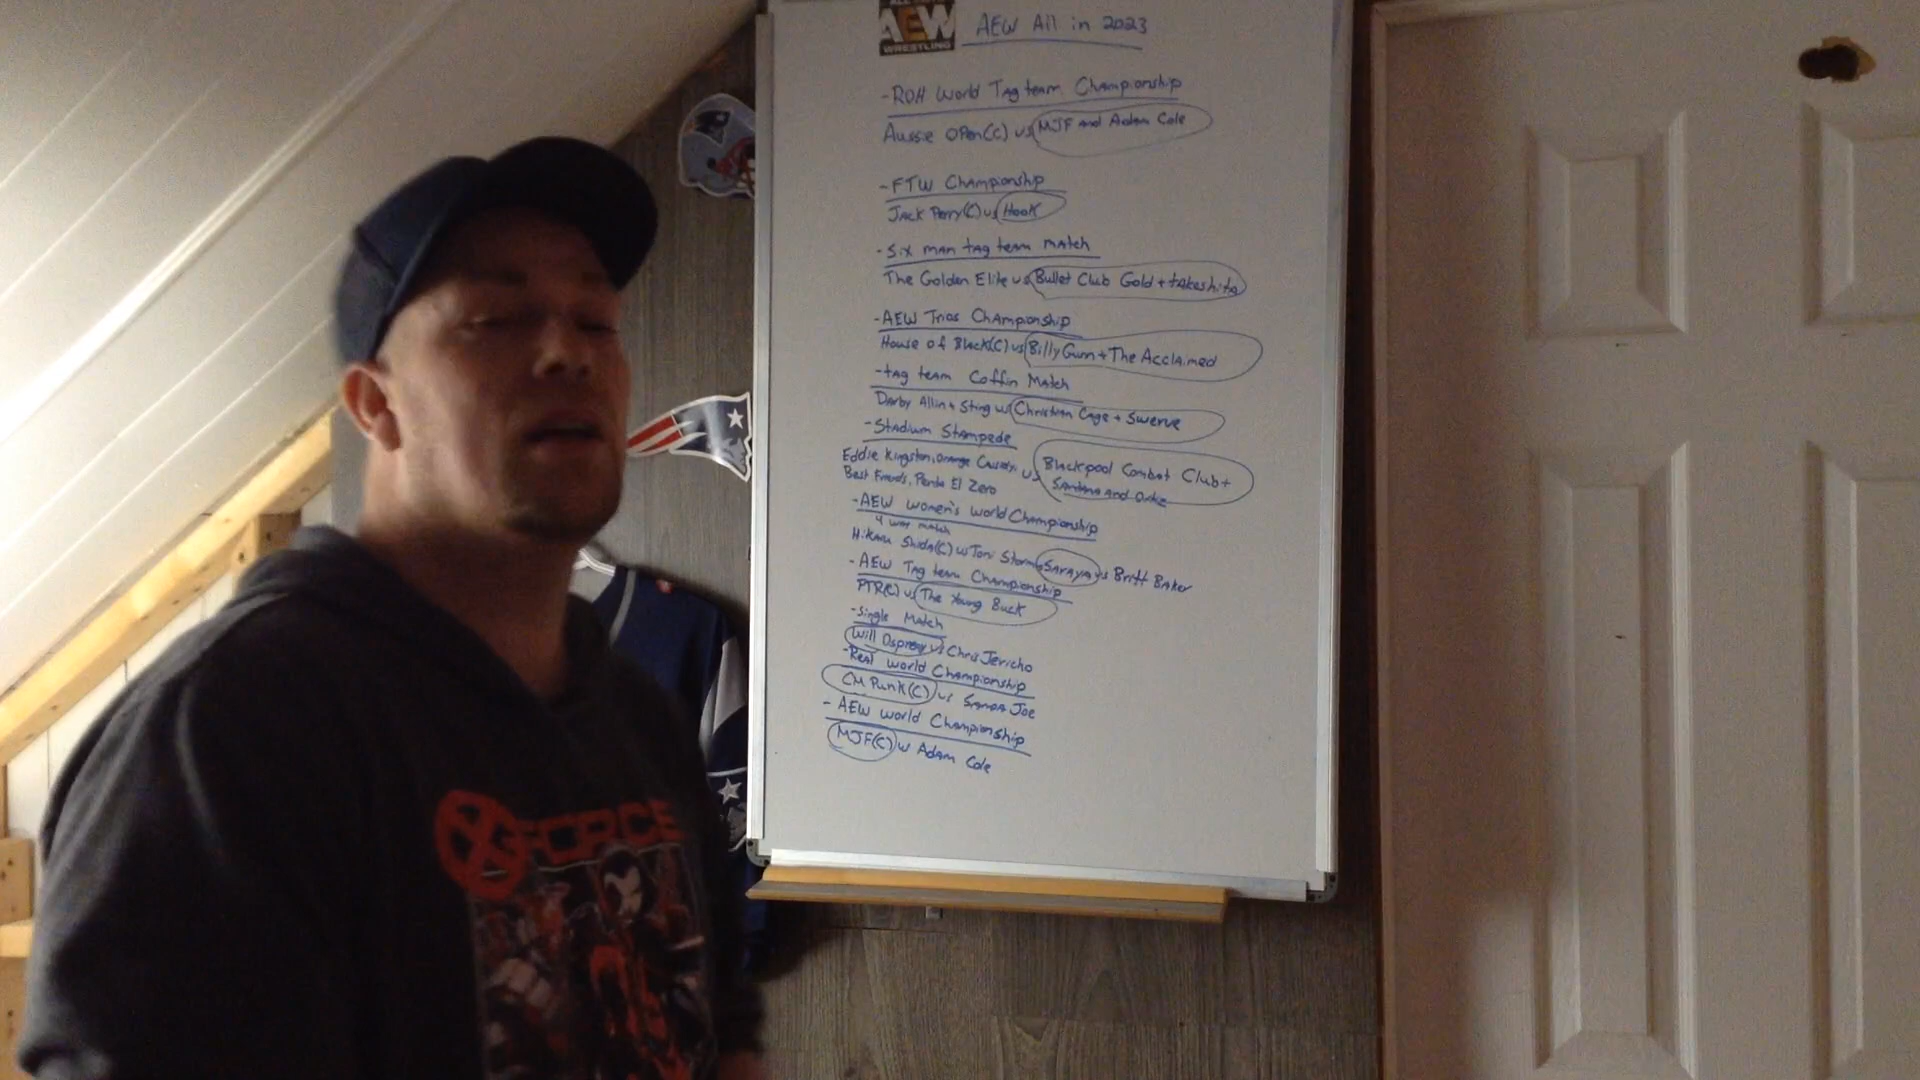 AEW
WRESTLING
AEW All in 2023
-ROH World Tag team Championship
Aussie Open(C) vs MJF and Adam Cole
-FTW Championship
Jack Perry(C) vs Hook
-Six man tag team match
The Golden Elite vs Bullet Club Gold + takeshita
-AEW Trios Championship
House of Black(C) vs Billy Gunn + The Acclaimed
-tag team Coffin Match
Darby Allin + Sting vs Christian Cage + Swerve
-Stadium Stampede
Eddie Kingston, Orange Cassidy, vs Blackpool Combat Club +
Best Friends, Penta El Zero Santana and Ortiz
-AEW women's world Championship
4 way match
Hikaru Shida(C) vs Toni Storm vs Saraya vs Britt Baker
-AEW Tag team Championship
FTR(C) vs The Young Buck
-Single Match
Will Ospreay vs Chris Jericho
-Real world Championship
CM Punk(C) vs Samoa Joe
-AEW world Championship
MJF(C) vs Adam Cole
FORCE